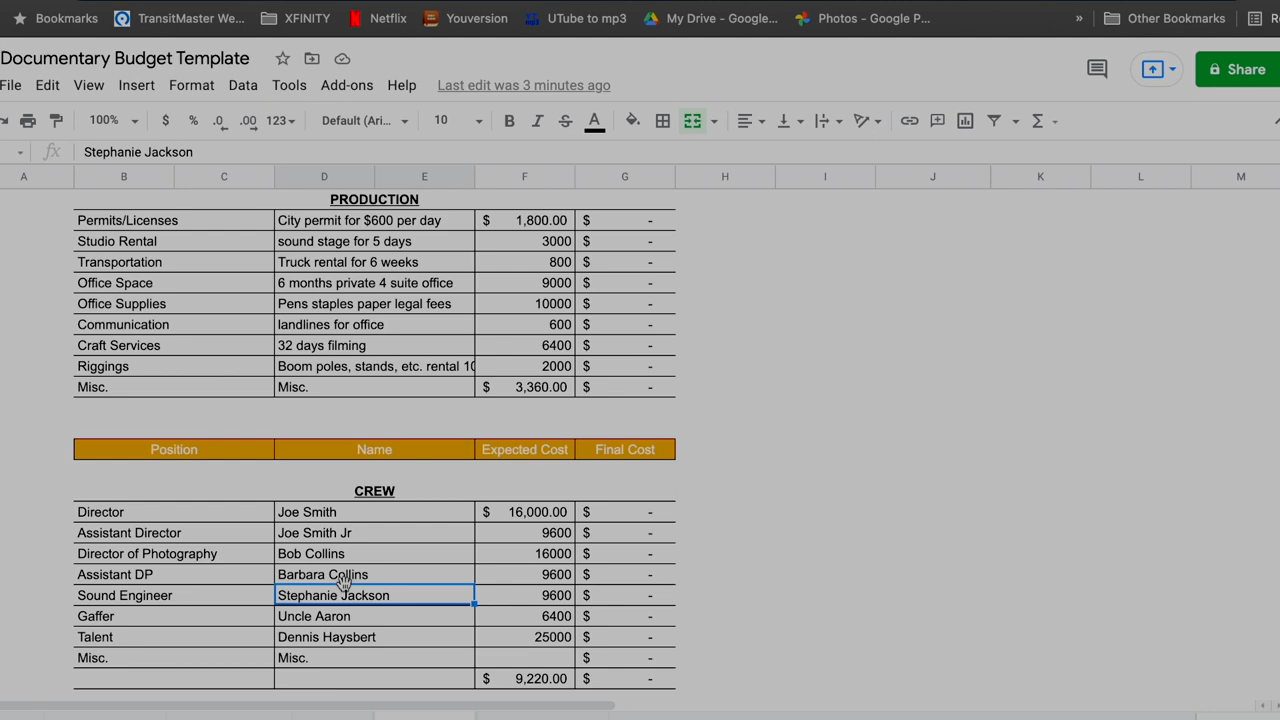 Bookmarks TransitMaster We... XFINITY Netflix Youversion UTube to mp3 My Drive - Google... Photos - Google P... » Other Bookmarks
Documentary Budget Template
File Edit View Insert Format Data Tools Add-ons Help Last edit was 3 minutes ago Share
100% $ % .0 .00 123 Default (Ari... 10 B I S A Σ
fx Stephanie Jackson
A B C D E F G H I J K L M
PRODUCTION
Permits/Licenses City permit for $600 per day $ 1,800.00 $ -
Studio Rental sound stage for 5 days 3000 $ -
Transportation Truck rental for 6 weeks 800 $ -
Office Space 6 months private 4 suite office 9000 $ -
Office Supplies Pens staples paper legal fees 10000 $ -
Communication landlines for office 600 $ -
Craft Services 32 days filming 6400 $ -
Riggings Boom poles, stands, etc. rental 10 2000 $ -
Misc. Misc. $ 3,360.00 $ -
Position Name Expected Cost Final Cost
CREW
Director Joe Smith $ 16,000.00 $ -
Assistant Director Joe Smith Jr 9600 $ -
Director of Photography Bob Collins 16000 $ -
Assistant DP Barbara Collins 9600 $ -
Sound Engineer Stephanie Jackson 9600 $ -
Gaffer Uncle Aaron 6400 $ -
Talent Dennis Haysbert 25000 $ -
Misc. Misc. $ -
$ 9,220.00 $ -